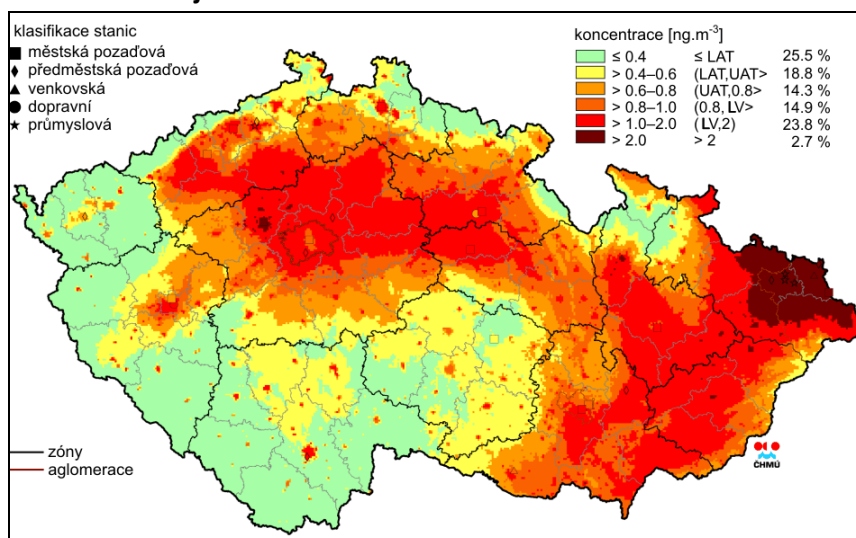 klasifikace stanic
městská pozaďová
předměstská pozaďová
venkovská
dopravní
průmyslová
koncentrace [ng.m⁻³]
≤ 0.4 ≤ LAT 25.5 %
> 0.4–0.6 (LAT,UAT> 18.8 %
> 0.6–0.8 (UAT,0.8> 14.3 %
> 0.8–1.0 (0.8, LV> 14.9 %
> 1.0–2.0 (LV,2) 23.8 %
> 2.0 > 2 2.7 %
zóny
aglomerace
ČHMÚ